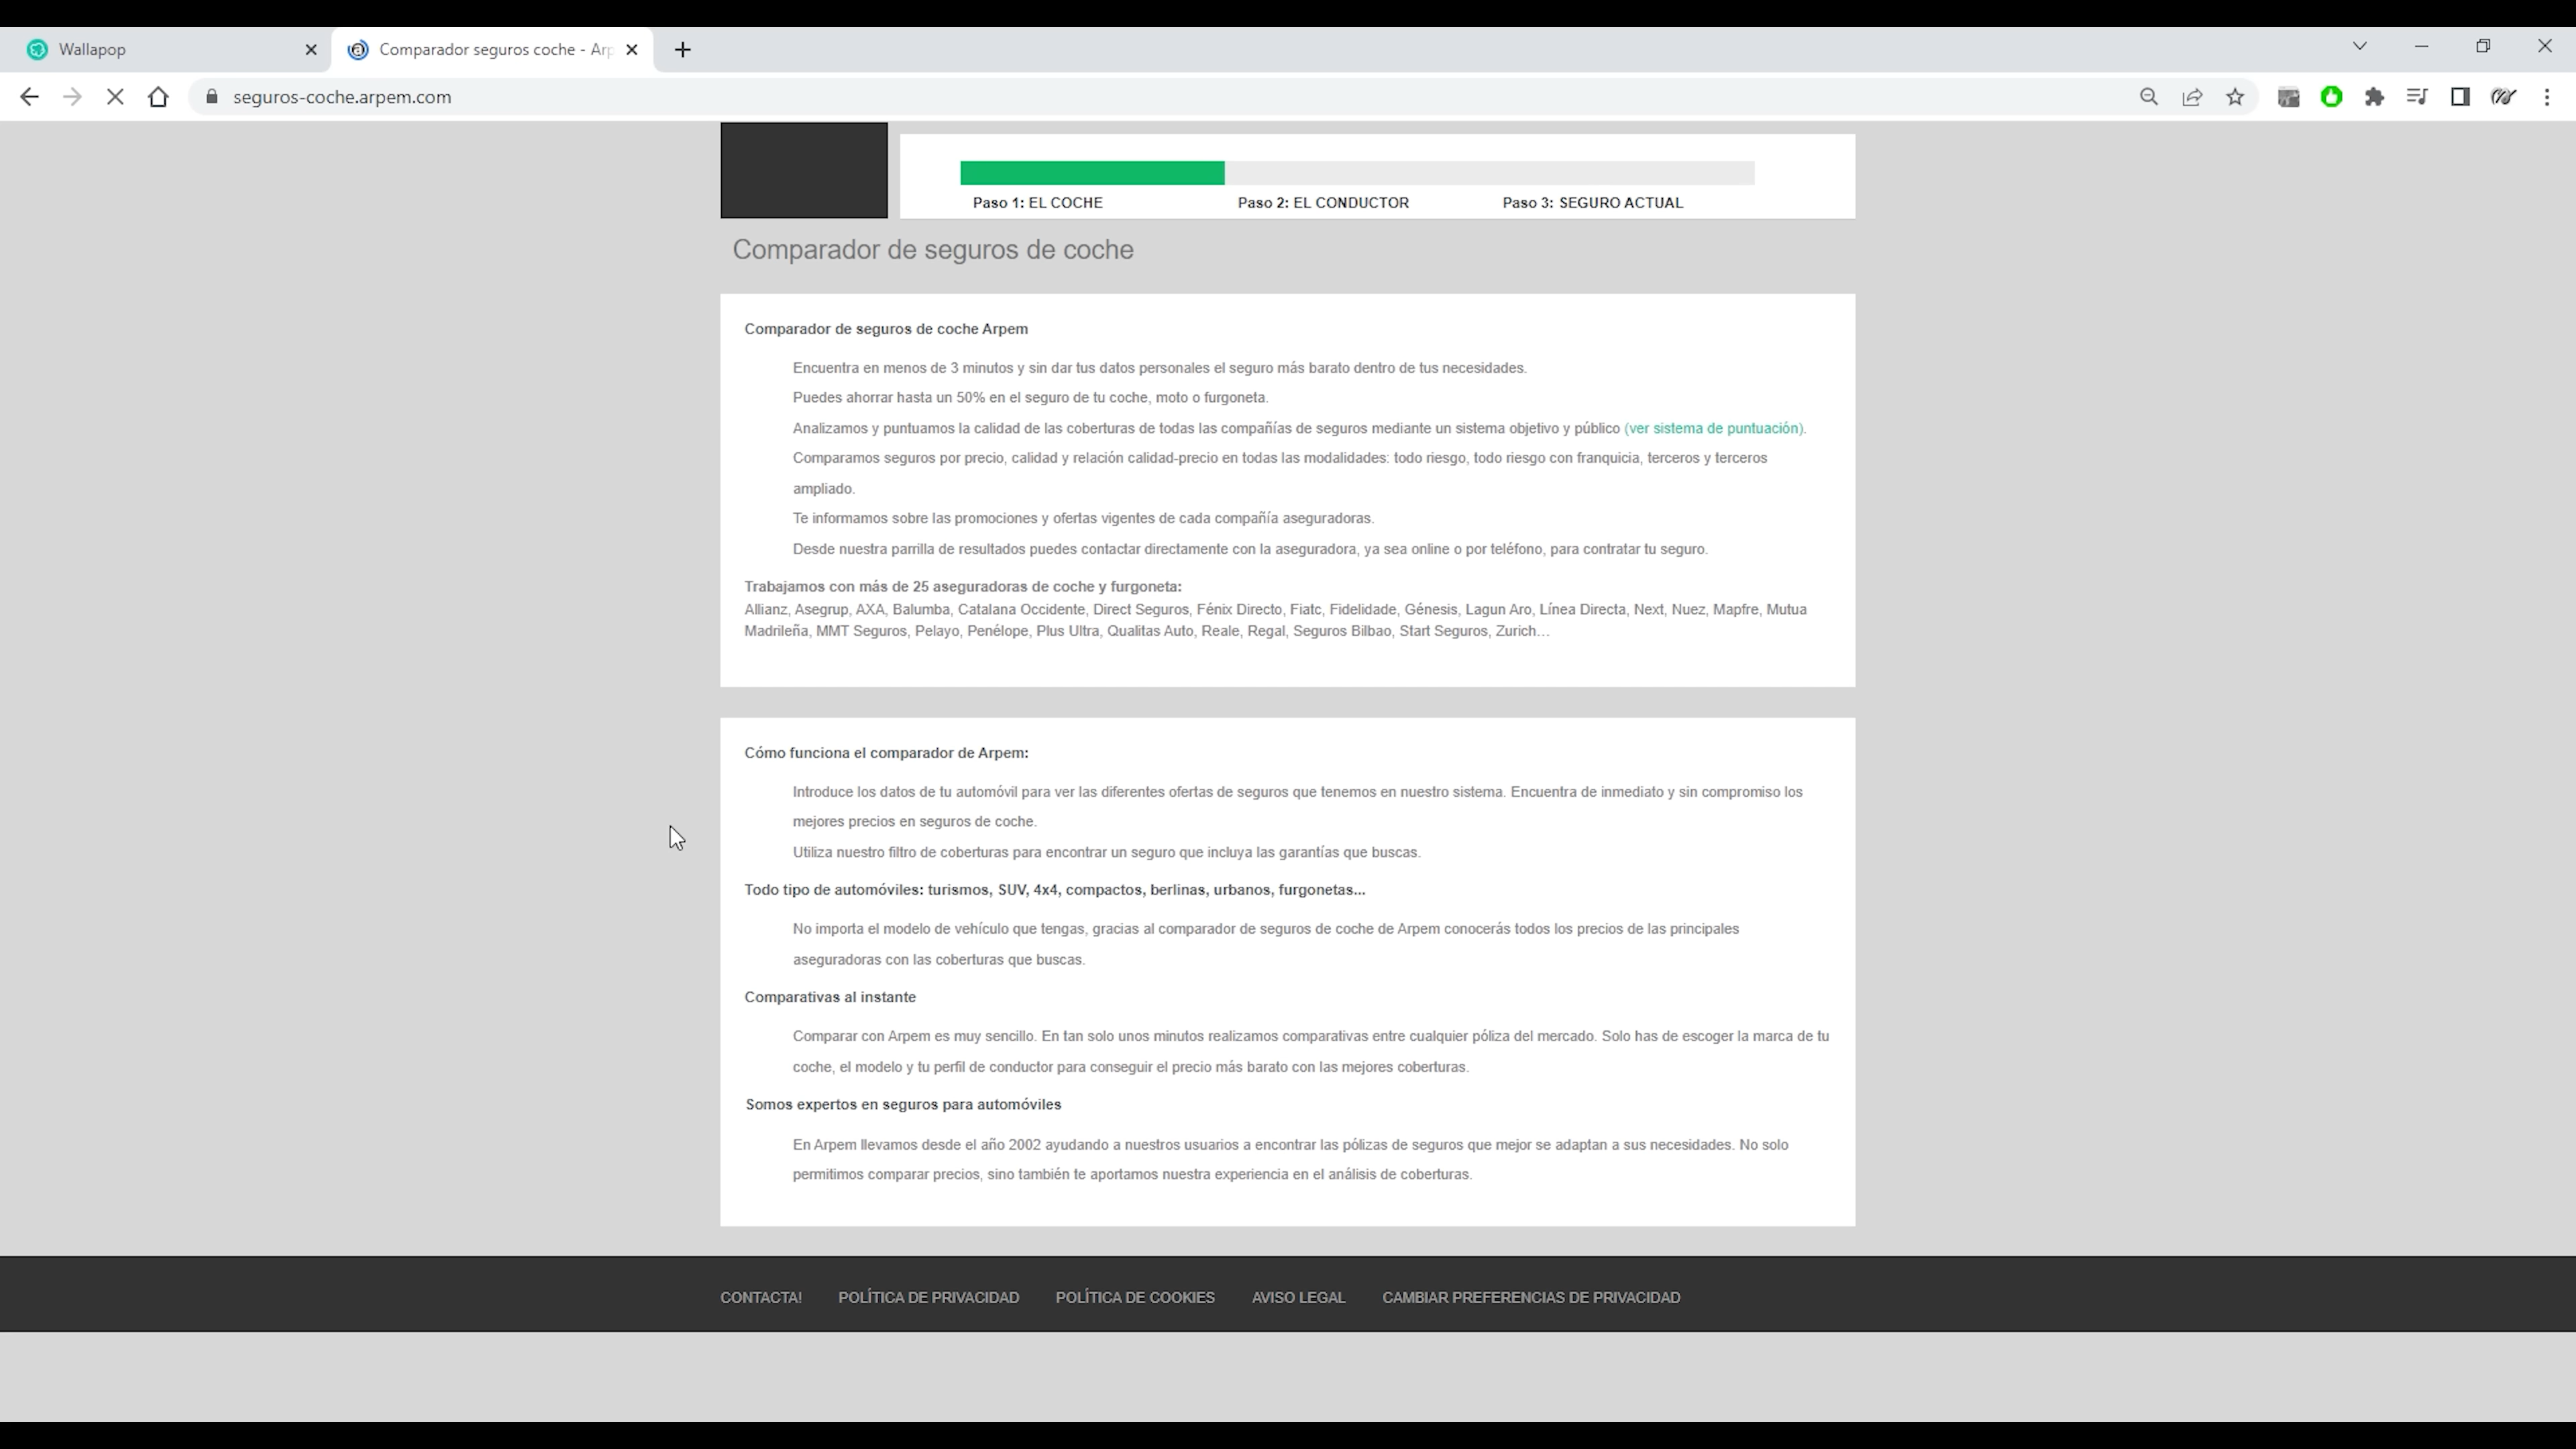 Wallapop
Comparador seguros coche - Arp
seguros-coche.arpem.com
Paso 1: EL COCHE
Paso 2: EL CONDUCTOR
Paso 3: SEGURO ACTUAL
Comparador de seguros de coche
Comparador de seguros de coche Arpem
Encuentra en menos de 3 minutos y sin dar tus datos personales el seguro más barato dentro de tus necesidades.
Puedes ahorrar hasta un 50% en el seguro de tu coche, moto o furgoneta.
Analizamos y puntuamos la calidad de las coberturas de todas las compañías de seguros mediante un sistema objetivo y público (ver sistema de puntuación).
Comparamos seguros por precio, calidad y relación calidad-precio en todas las modalidades: todo riesgo, todo riesgo con franquicia, terceros y terceros
ampliado.
Te informamos sobre las promociones y ofertas vigentes de cada compañía aseguradoras.
Desde nuestra parrilla de resultados puedes contactar directamente con la aseguradora, ya sea online o por teléfono, para contratar tu seguro.
Trabajamos con más de 25 aseguradoras de coche y furgoneta:
Allianz, Asegrup, AXA, Balumba, Catalana Occidente, Direct Seguros, Fénix Directo, Fiatc, Fidelidade, Génesis, Lagun Aro, Línea Directa, Next, Nuez, Mapfre, Mutua
Madrileña, MMT Seguros, Pelayo, Penélope, Plus Ultra, Qualitas Auto, Reale, Regal, Seguros Bilbao, Start Seguros, Zurich…
Cómo funciona el comparador de Arpem:
Introduce los datos de tu automóvil para ver las diferentes ofertas de seguros que tenemos en nuestro sistema. Encuentra de inmediato y sin compromiso los
mejores precios en seguros de coche.
Utiliza nuestro filtro de coberturas para encontrar un seguro que incluya las garantías que buscas.
Todo tipo de automóviles: turismos, SUV, 4x4, compactos, berlinas, urbanos, furgonetas...
No importa el modelo de vehículo que tengas, gracias al comparador de seguros de coche de Arpem conocerás todos los precios de las principales
aseguradoras con las coberturas que buscas.
Comparativas al instante
Comparar con Arpem es muy sencillo. En tan solo unos minutos realizamos comparativas entre cualquier póliza del mercado. Solo has de escoger la marca de tu
coche, el modelo y tu perfil de conductor para conseguir el precio más barato con las mejores coberturas.
Somos expertos en seguros para automóviles
En Arpem llevamos desde el año 2002 ayudando a nuestros usuarios a encontrar las pólizas de seguros que mejor se adaptan a sus necesidades. No solo
permitimos comparar precios, sino también te aportamos nuestra experiencia en el análisis de coberturas.
CONTACTA!
POLÍTICA DE PRIVACIDAD
POLÍTICA DE COOKIES
AVISO LEGAL
CAMBIAR PREFERENCIAS DE PRIVACIDAD